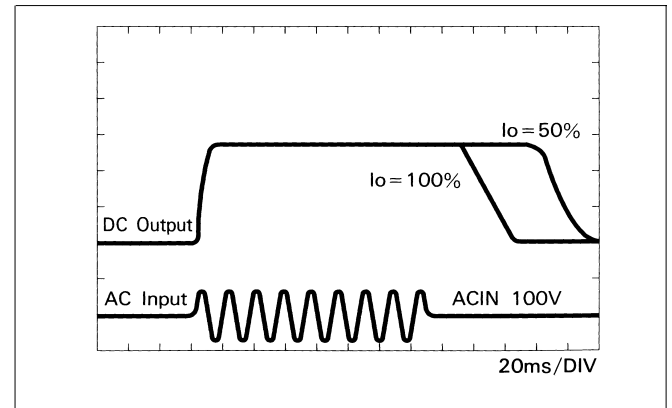 Io=50%
Io=100%
DC Output
AC Input
ACIN 100V
20ms/DIV